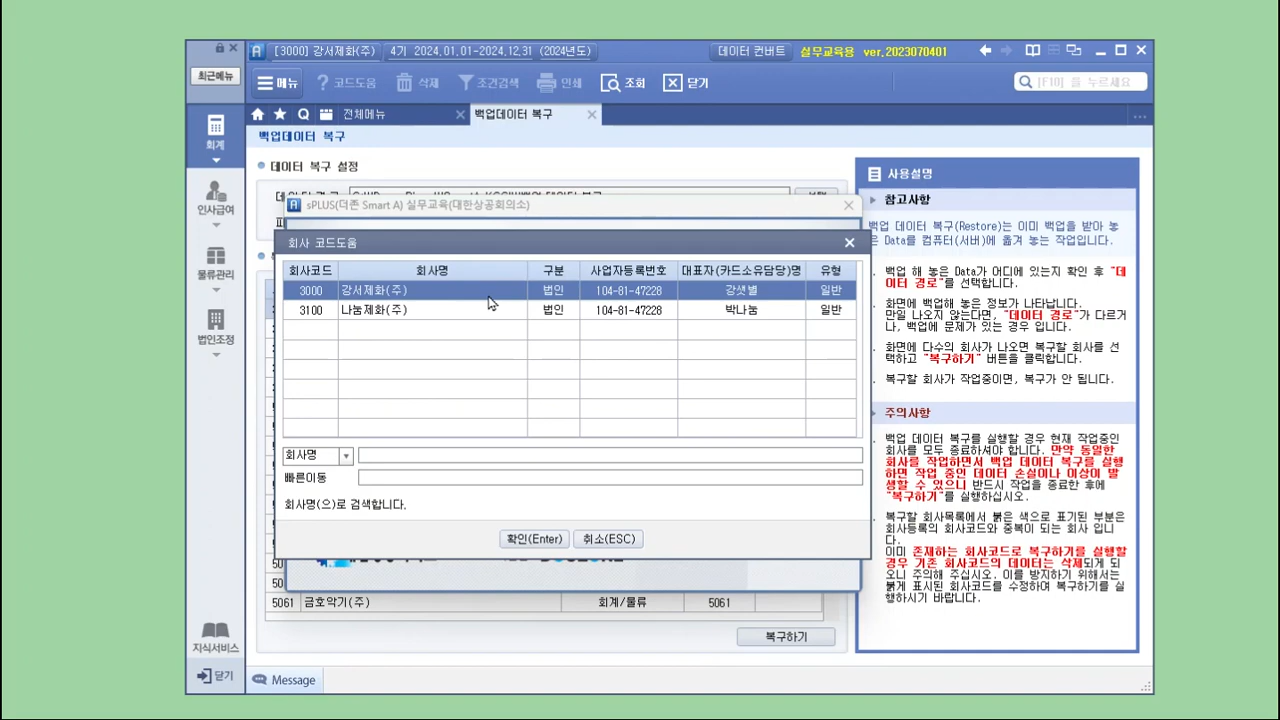 [3000] 강서제화(주) 4기 2024.01.01~2024.12.31 (2024년도) 데이터 컨버트 실무교육용 ver.2023070401
최근메뉴 메뉴 코드도움 삭제 조건검색 인쇄 조회 닫기 [F10] 를 누르세요
전체메뉴 백업데이터 복구
백업데이터 복구
회계
인사급여
물류관리
법인조정
지식서비스
닫기
데이터 복구 설정
sPLUS(더존 Smart A) 실무교육(대한상공회의소)
회사 코드도움
회사코드 회사명 구분 사업자등록번호 대표자(카드소유담당)명 유형
3000 강서제화(주) 법인 104-81-47228 강샛별 일반
3100 나눔제화(주) 법인 104-81-47228 박나눔 일반
회사명
빠른이동
회사명(으)로 검색합니다.
확인(Enter) 취소(ESC)
5061 금호악기(주) 회계/물류 5061
복구하기
Message
사용설명
참고사항
백업 데이터 복구(Restore)는 이미 백업을 받아 놓
은 Data를 컴퓨터(서버)에 옮겨 놓는 작업입니다.
백업 해 놓은 Data가 어디에 있는지 확인 후 "데
이터 경로"를 선택합니다.
화면에 백업해 놓은 정보가 나타납니다.
만일 나오지 않는다면, "데이터 경로"가 다르거
나, 백업에 문제가 있는 경우 입니다.
화면에 다수의 회사가 나오면 복구할 회사를 선
택하고 "복구하기" 버튼을 클릭합니다.
복구할 회사가 작업중이면, 복구가 안 됩니다.
주의사항
백업 데이터 복구를 실행할 경우 현재 작업중인
회사를 모두 종료하셔야 합니다. 만약 동일한
회사를 작업하면서 백업 데이터 복구를 실행
하면 작업 중인 데이터 손실이나 이상이 발
생할 수 있으니 반드시 작업을 종료한 후에
"복구하기"를 실행하십시오.
복구할 회사목록에서 붉은 색으로 표기된 부분은
회사등록의 회사코드와 중복이 되는 회사 입니
다.
이미 존재하는 회사코드로 복구하기를 실행할
경우 기존 회사코드의 데이터는 삭제되게 되
오니 주의해 주십시오. 이를 방지하기 위해서는
붉게 표시된 회사코드를 수정하여 복구하기를 실
행하시기 바랍니다.